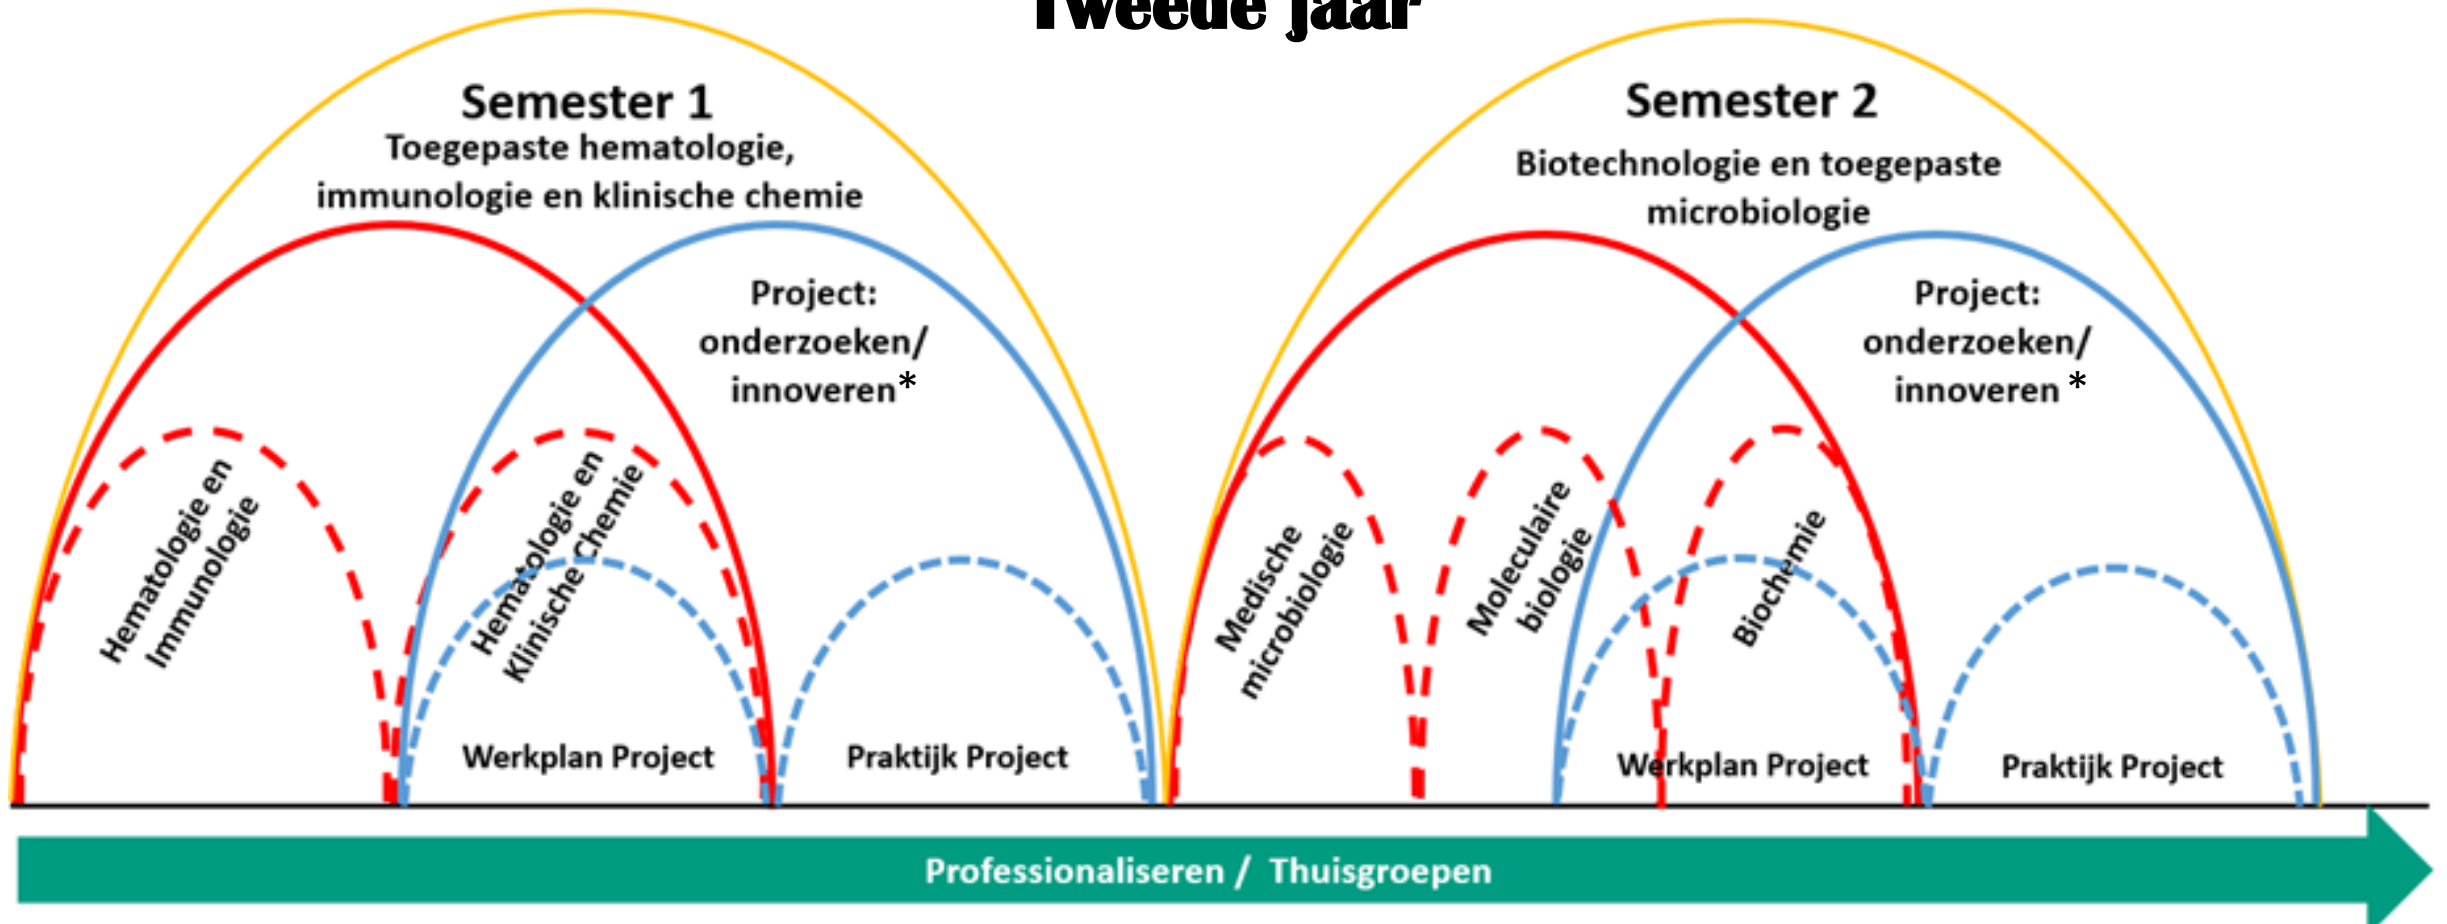 Tweede jaar
Semester 1
Toegepaste hematologie,
immunologie en klinische chemie
Project:
onderzoeken/
innoveren*
Hematologie en
Immunologie
Hematologie en
Klinische Chemie
Werkplan Project
Praktijk Project
Semester 2
Biotechnologie en toegepaste
microbiologie
Project:
onderzoeken/
innoveren *
Medische
microbiologie
Moleculaire
biologie
Biochemie
Werkplan Project
Praktijk Project
Professionaliseren / Thuisgroepen